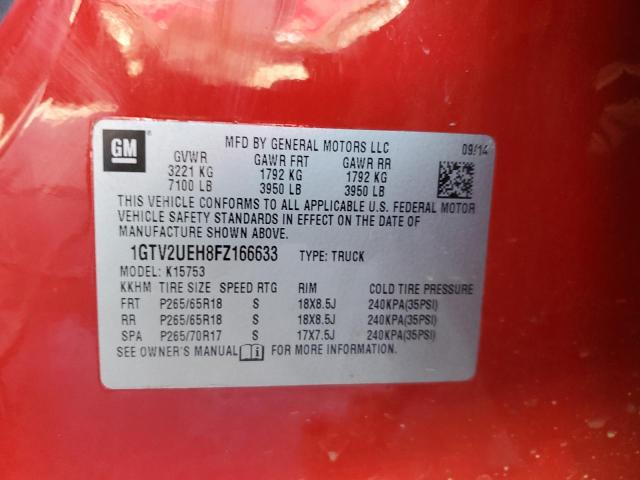 GM
MFD BY GENERAL MOTORS LLC 09/14
GVWR GAWR FRT GAWR RR
3221 KG 1792 KG 1792 KG
7100 LB 3950 LB 3950 LB
THIS VEHICLE CONFORMS TO ALL APPLICABLE U.S. FEDERAL MOTOR
VEHICLE SAFETY STANDARDS IN EFFECT ON THE DATE OF
MANUFACTURE SHOWN ABOVE.
1GTV2UEH8FZ166633 TYPE: TRUCK
MODEL: K15753
KKHM TIRE SIZE SPEED RTG RIM COLD TIRE PRESSURE
FRT P265/65R18 S 18X8.5J 240KPA(35PSI)
RR P265/65R18 S 18X8.5J 240KPA(35PSI)
SPA P265/70R17 S 17X7.5J 240KPA(35PSI)
SEE OWNER'S MANUAL i FOR MORE INFORMATION.